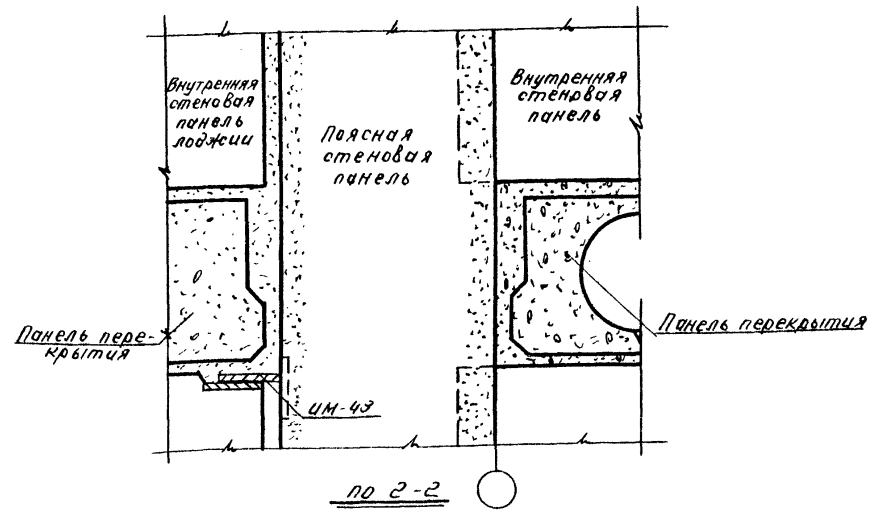 Внутренняя
стеновая
панель
лоджии
Поясная
стеновая
панель
Внутренняя
стеновая
панель
Панель пере-
крытия
Панель перекрытия
ИМ-43
по 2-2